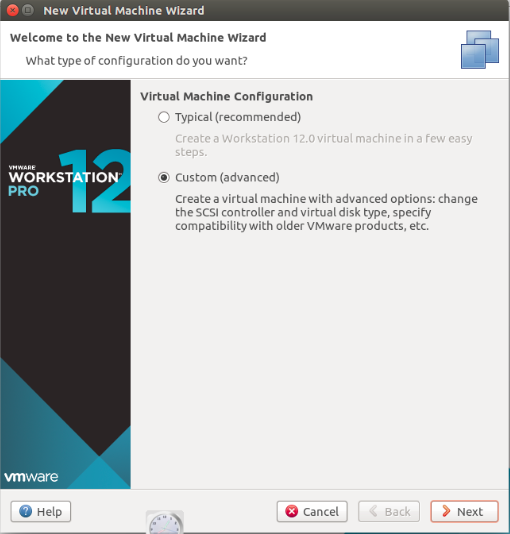 New Virtual Machine Wizard
Welcome to the New Virtual Machine Wizard
What type of configuration do you want?
VMWARE
WORKSTATION
PRO
12
Virtual Machine Configuration
Typical (recommended)
Create a Workstation 12.0 virtual machine in a few easy
steps.
Custom (advanced)
Create a virtual machine with advanced options: change
the SCSI controller and virtual disk type, specify
compatibility with older VMware products, etc.
vmware
Help
Cancel
Back
Next